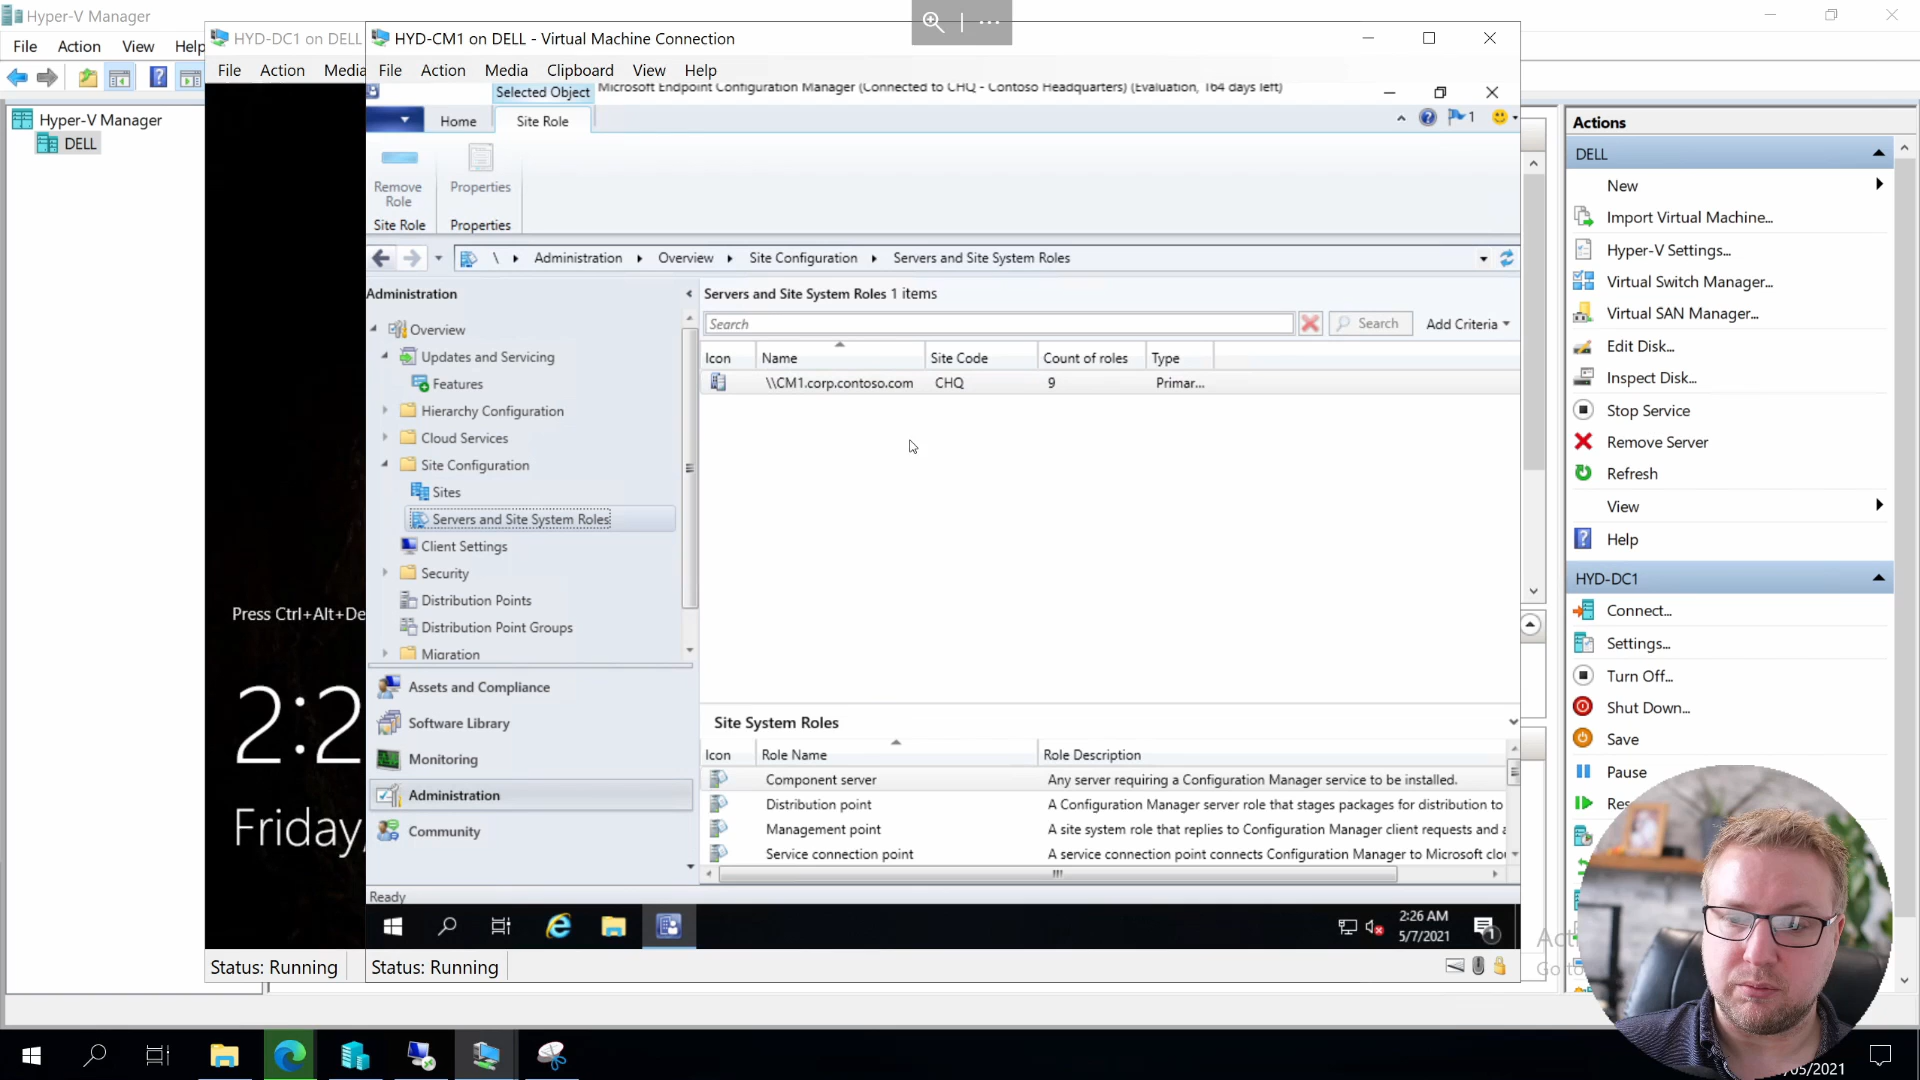 Hyper-V Manager
File Action View Help
HYD-DC1 on DELL
File Action Media
HYD-CM1 on DELL - Virtual Machine Connection
File Action Media Clipboard View Help
Hyper-V Manager
DELL
Selected Object
Microsoft Endpoint Configuration Manager (Connected to CHQ - Contoso Headquarters) (Evaluation, 164 days left)
Home Site Role
1
Remove Role
Properties
Site Role
Properties
\ Administration Overview Site Configuration Servers and Site System Roles
Administration
Overview
Updates and Servicing
Features
Hierarchy Configuration
Cloud Services
Site Configuration
Sites
Servers and Site System Roles
Client Settings
Security
Distribution Points
Distribution Point Groups
Migration
Assets and Compliance
Software Library
Monitoring
Administration
Community
Servers and Site System Roles 1 items
Search
Search
Add Criteria
Icon Name Site Code Count of roles Type
\\CM1.corp.contoso.com CHQ 9 Primar...
Site System Roles
Icon Role Name Role Description
Component server Any server requiring a Configuration Manager service to be installed.
Distribution point A Configuration Manager server role that stages packages for distribution to
Management point A site system role that replies to Configuration Manager client requests and a
Service connection point A service connection point connects Configuration Manager to Microsoft clo
Ready
2:26 AM
5/7/2021
1
Press Ctrl+Alt+De
2:2
Friday,
Status: Running
Status: Running
Actions
DELL
New
Import Virtual Machine...
Hyper-V Settings...
Virtual Switch Manager...
Virtual SAN Manager...
Edit Disk...
Inspect Disk...
Stop Service
Remove Server
Refresh
View
Help
HYD-DC1
Connect...
Settings...
Turn Off...
Shut Down...
Save
Pause
Res
Acti
Go to
05/2021